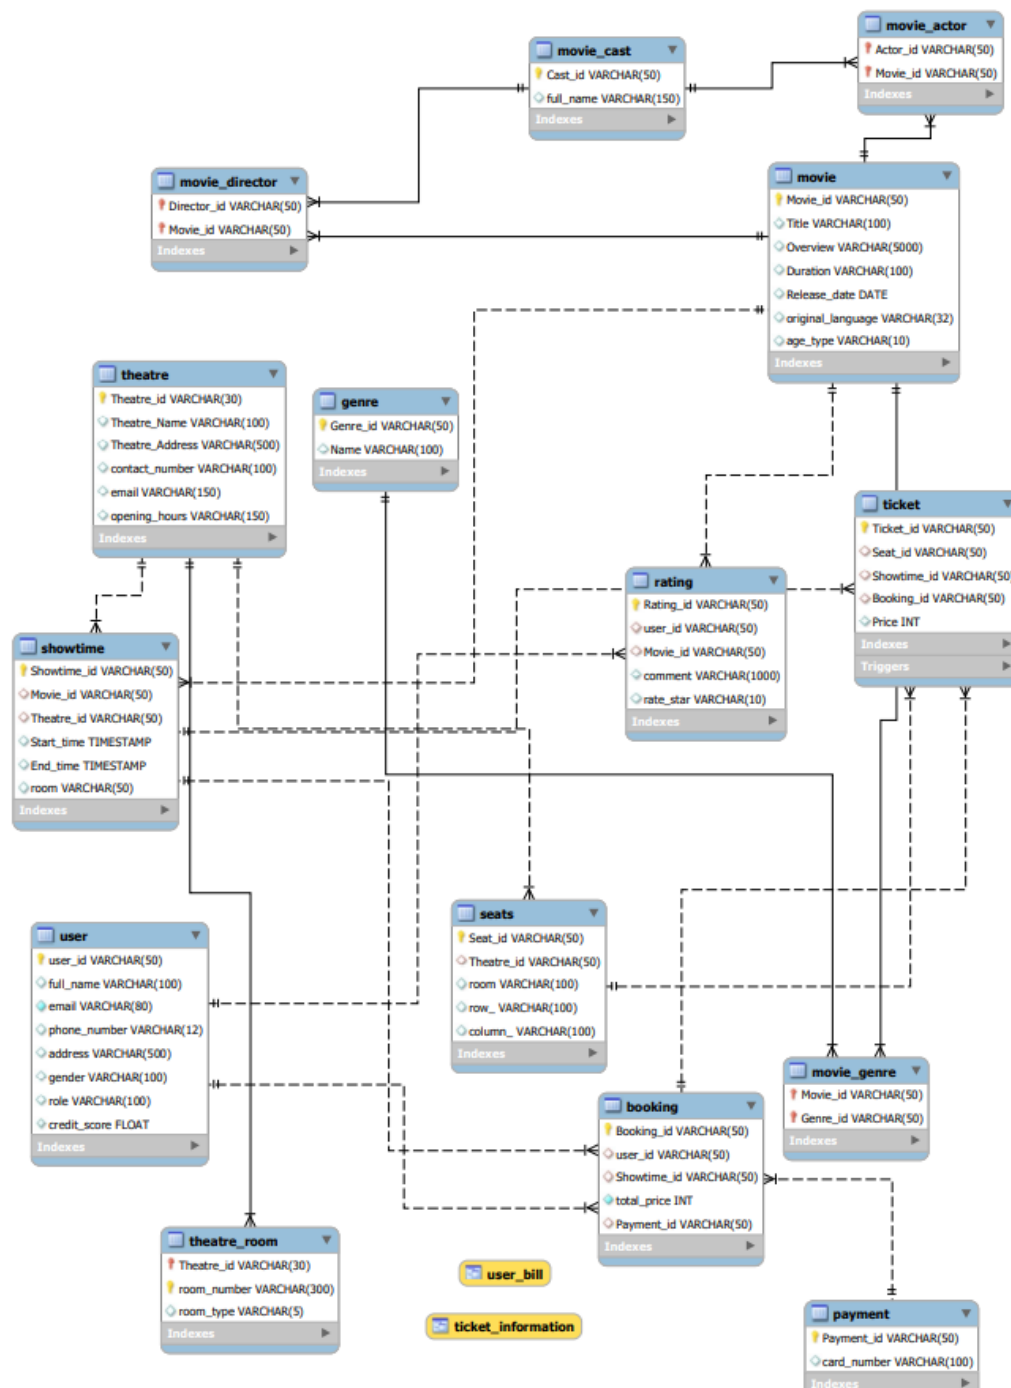 movie_actor
Actor_id VARCHAR(50)
Movie_id VARCHAR(50)
Indexes
movie_cast
Cast_id VARCHAR(50)
full_name VARCHAR(150)
Indexes
movie_director
Director_id VARCHAR(50)
Movie_id VARCHAR(50)
Indexes
movie
Movie_id VARCHAR(50)
Title VARCHAR(100)
Overview VARCHAR(5000)
Duration VARCHAR(100)
Release_date DATE
original_language VARCHAR(32)
age_type VARCHAR(10)
Indexes
theatre
Theatre_id VARCHAR(30)
Theatre_Name VARCHAR(100)
Theatre_Address VARCHAR(500)
contact_number VARCHAR(100)
email VARCHAR(150)
opening_hours VARCHAR(150)
Indexes
genre
Genre_id VARCHAR(50)
Name VARCHAR(100)
Indexes
ticket
Ticket_id VARCHAR(50)
Seat_id VARCHAR(50)
Showtime_id VARCHAR(50)
Booking_id VARCHAR(50)
Price INT
Indexes
Triggers
rating
Rating_id VARCHAR(50)
user_id VARCHAR(50)
Movie_id VARCHAR(50)
comment VARCHAR(1000)
rate_star VARCHAR(10)
Indexes
showtime
Showtime_id VARCHAR(50)
Movie_id VARCHAR(50)
Theatre_id VARCHAR(50)
Start_time TIMESTAMP
End_time TIMESTAMP
room VARCHAR(50)
Indexes
seats
Seat_id VARCHAR(50)
Theatre_id VARCHAR(50)
room VARCHAR(100)
row_ VARCHAR(100)
column_ VARCHAR(100)
Indexes
user
user_id VARCHAR(50)
full_name VARCHAR(100)
email VARCHAR(80)
phone_number VARCHAR(12)
address VARCHAR(500)
gender VARCHAR(100)
role VARCHAR(100)
credit_score FLOAT
Indexes
movie_genre
Movie_id VARCHAR(50)
Genre_id VARCHAR(50)
Indexes
booking
Booking_id VARCHAR(50)
user_id VARCHAR(50)
Showtime_id VARCHAR(50)
total_price INT
Payment_id VARCHAR(50)
Indexes
theatre_room
Theatre_id VARCHAR(30)
room_number VARCHAR(300)
room_type VARCHAR(5)
Indexes
user_bill
ticket_information
payment
Payment_id VARCHAR(50)
card_number VARCHAR(100)
Indexes